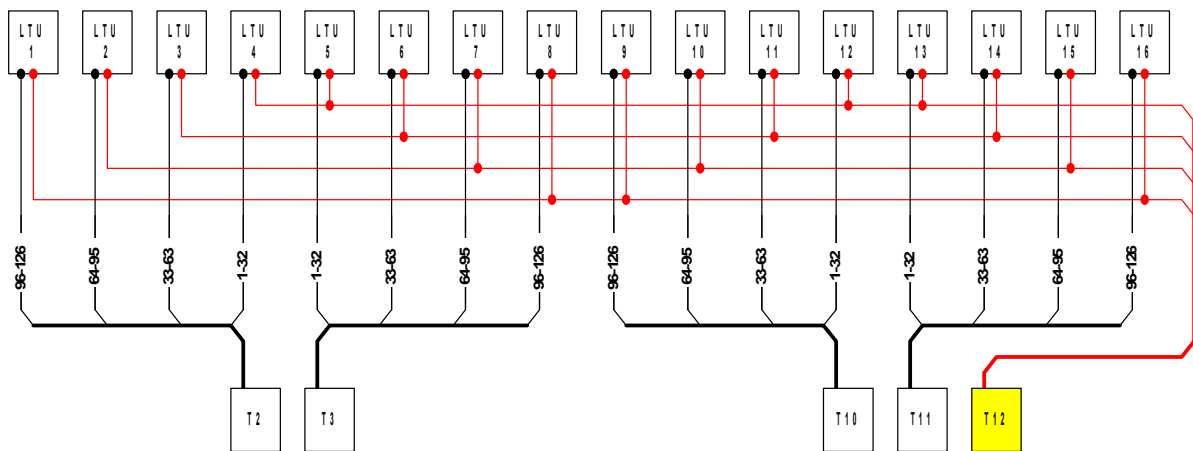 LTU LTU LTU LTU LTU LTU LTU LTU LTU LTU LTU LTU LTU LTU LTU LTU
1 2 3 4 5 6 7 8 9 10 11 12 13 14 15 16
96-126 64-95 33-63 1-32 1-32 33-63 64-95 96-126 96-126 64-95 33-63 1-32 1-32 33-63 64-95 96-126
T2 T3 T10 T11 T12